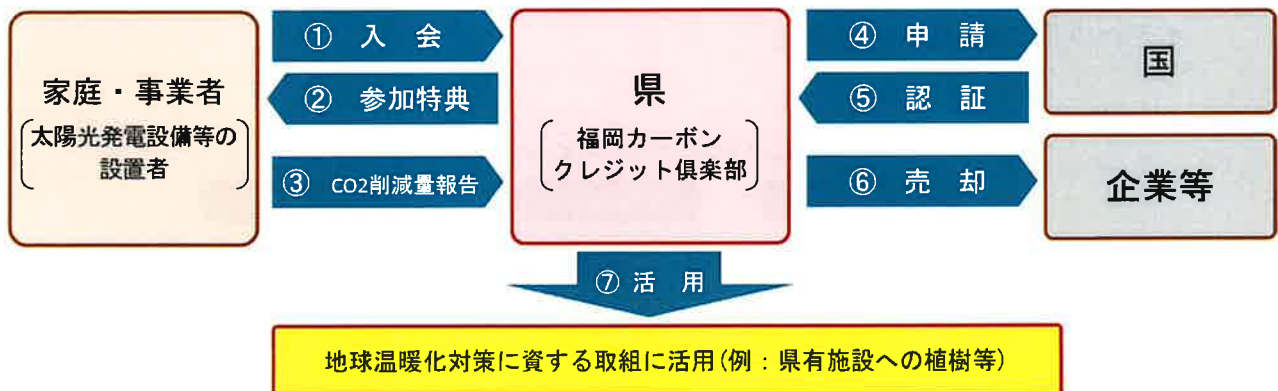 家庭・事業者
太陽光発電設備等の
設置者
① 入 会
② 参加特典
③ CO2削減量報告
県
福岡カーボン
クレジット俱楽部
④ 申 請
⑤ 認 証
⑥ 売 却
国
企業等
⑦ 活 用
地球温暖化対策に資する取組に活用(例：県有施設への植樹等)